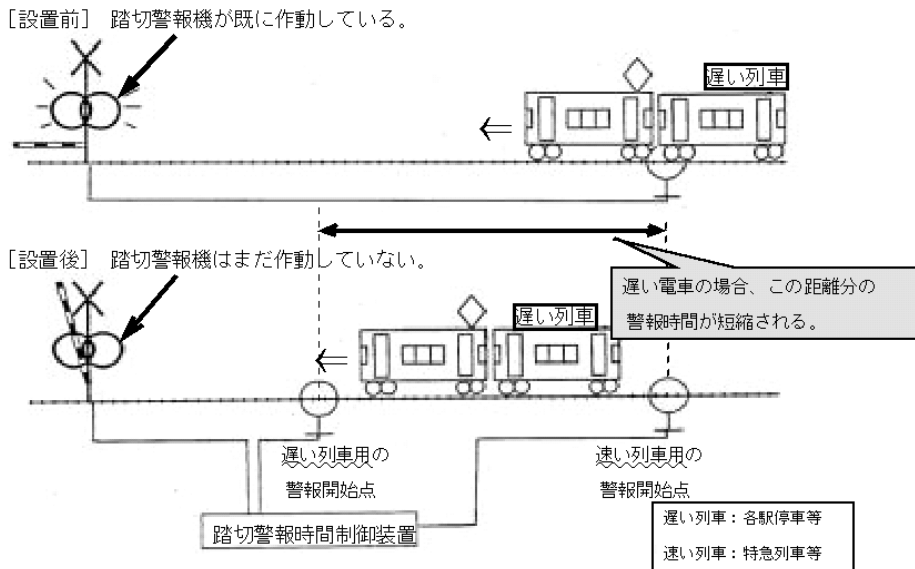 ［設置前］ 踏切警報機が既に作動している。
遅い列車
［設置後］ 踏切警報機はまだ作動していない。
遅い電車の場合、この距離分の
警報時間が短縮される。
遅い列車
遅い列車用の
警報開始点
速い列車用の
警報開始点
踏切警報時間制御装置
遅い列車：各駅停車等
速い列車：特急列車等